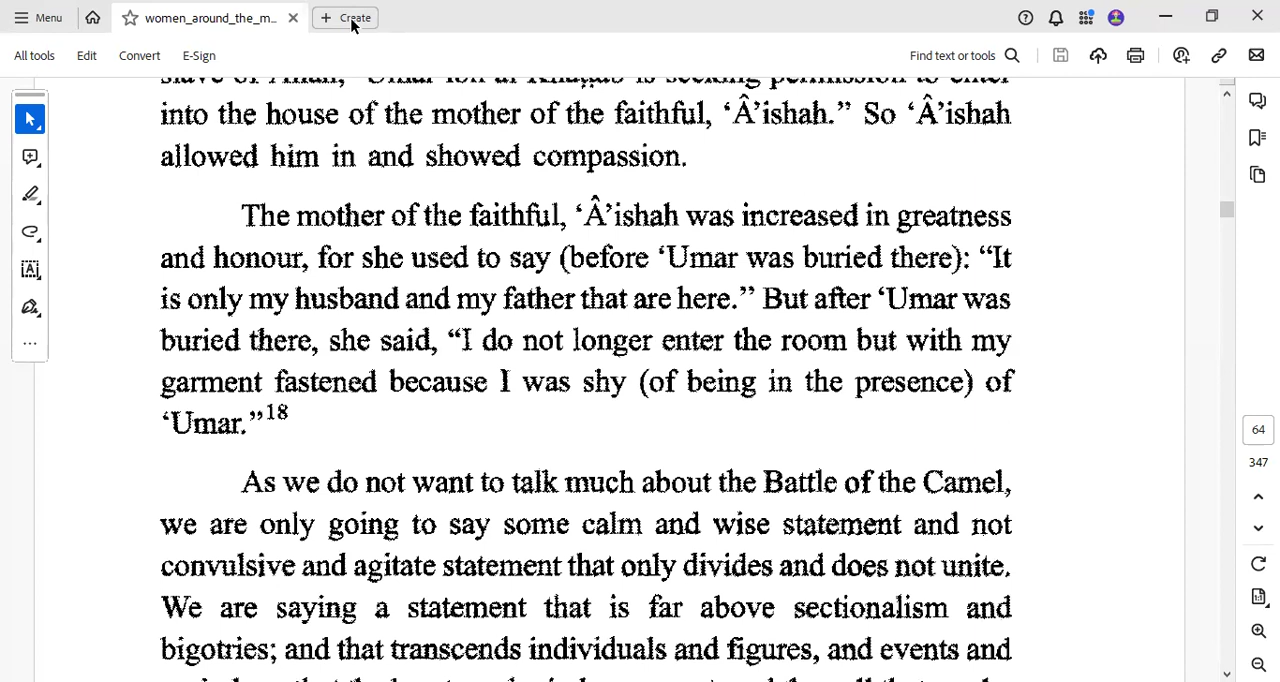 Menu
women_around_the_m...
Create
All tools
Edit
Convert
E-Sign
Find text or tools
into the house of the mother of the faithful, ‘Â’ishah.” So ‘Â’ishah
allowed him in and showed compassion.
The mother of the faithful, ‘Â’ishah was increased in greatness
and honour, for she used to say (before ‘Umar was buried there): “It
is only my husband and my father that are here.” But after ‘Umar was
buried there, she said, “I do not longer enter the room but with my
garment fastened because I was shy (of being in the presence) of
‘Umar.”18
As we do not want to talk much about the Battle of the Camel,
we are only going to say some calm and wise statement and not
convulsive and agitate statement that only divides and does not unite.
We are saying a statement that is far above sectionalism and
bigotries; and that transcends individuals and figures, and events and
64
347